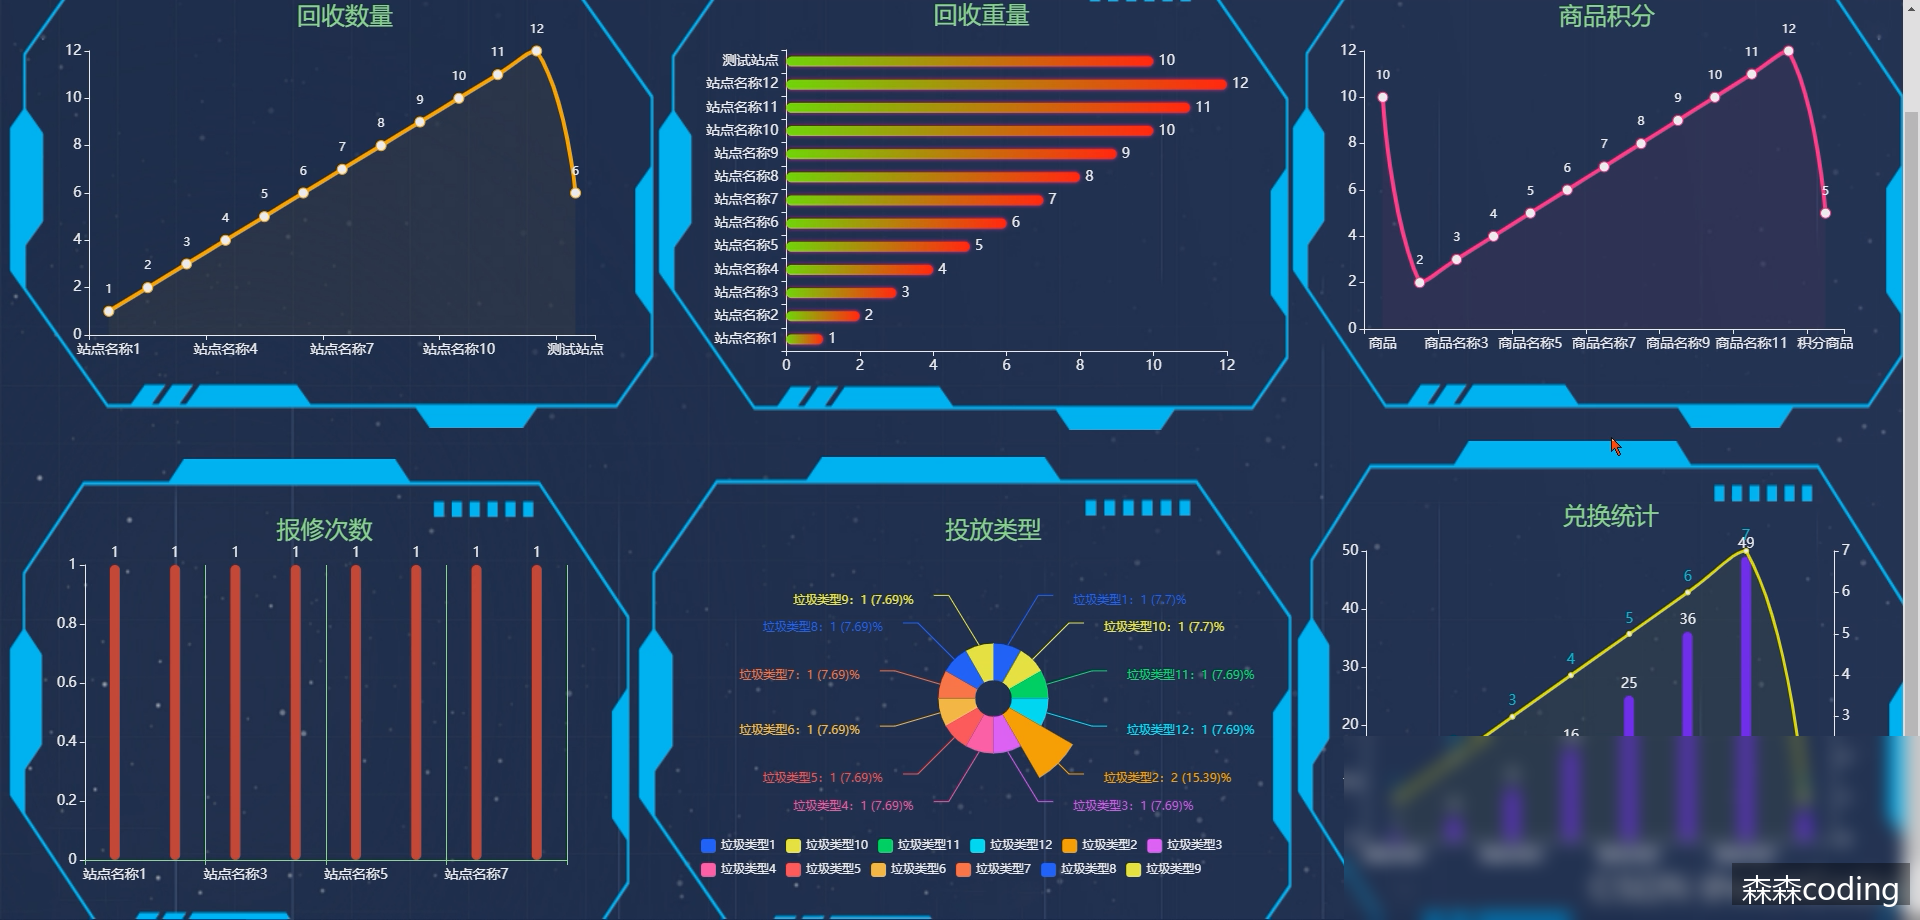 回收数量
12
10
8
6
4
2
0
1
2
3
4
5
6
7
8
9
10
11
12
6
站点名称1 站点名称4 站点名称7 站点名称10 测试站点
回收重量
测试站点 10
站点名称12 12
站点名称11 11
站点名称10 10
站点名称9 9
站点名称8 8
站点名称7 7
站点名称6 6
站点名称5 5
站点名称4 4
站点名称3 3
站点名称2 2
站点名称1 1
0 2 4 6 8 10 12
商品积分
12
10
8
6
4
2
0
10
2
3
4
5
6
7
8
9
10
11
12
5
商品 商品名称3 商品名称5 商品名称7 商品名称9 商品名称11 积分商品
报修次数
1 1 1 1 1 1 1 1
1
0.8
0.6
0.4
0.2
0
站点名称1 站点名称3 站点名称5 站点名称7
投放类型
垃圾类型9：1 (7.69)% 垃圾类型1：1 (7.7)%
垃圾类型8：1 (7.69)% 垃圾类型10：1 (7.7)%
垃圾类型7：1 (7.69)% 垃圾类型11：1 (7.69)%
垃圾类型6：1 (7.69)% 垃圾类型12：1 (7.69)%
垃圾类型5：1 (7.69)% 垃圾类型2：2 (15.39)%
垃圾类型4：1 (7.69)% 垃圾类型3：1 (7.69)%
垃圾类型1 垃圾类型10 垃圾类型11 垃圾类型12 垃圾类型2 垃圾类型3
垃圾类型4 垃圾类型5 垃圾类型6 垃圾类型7 垃圾类型8 垃圾类型9
兑换统计
50
40
30
20
7
6
5
4
3
3
4
5
6
7
16
25
36
49
森森coding